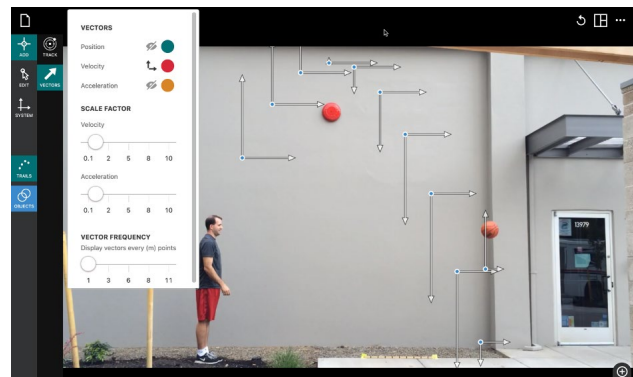 ADD
TRACK
EDIT
VECTORS
SYSTEM
TRAILS
OBJECTS
VECTORS
Position
Velocity
Acceleration
SCALE FACTOR
Velocity
0.1 2 5 8 10
Acceleration
0.1 2 5 8 10
VECTOR FREQUENCY
Display vectors every (m) points
1 3 6 8 11
13979